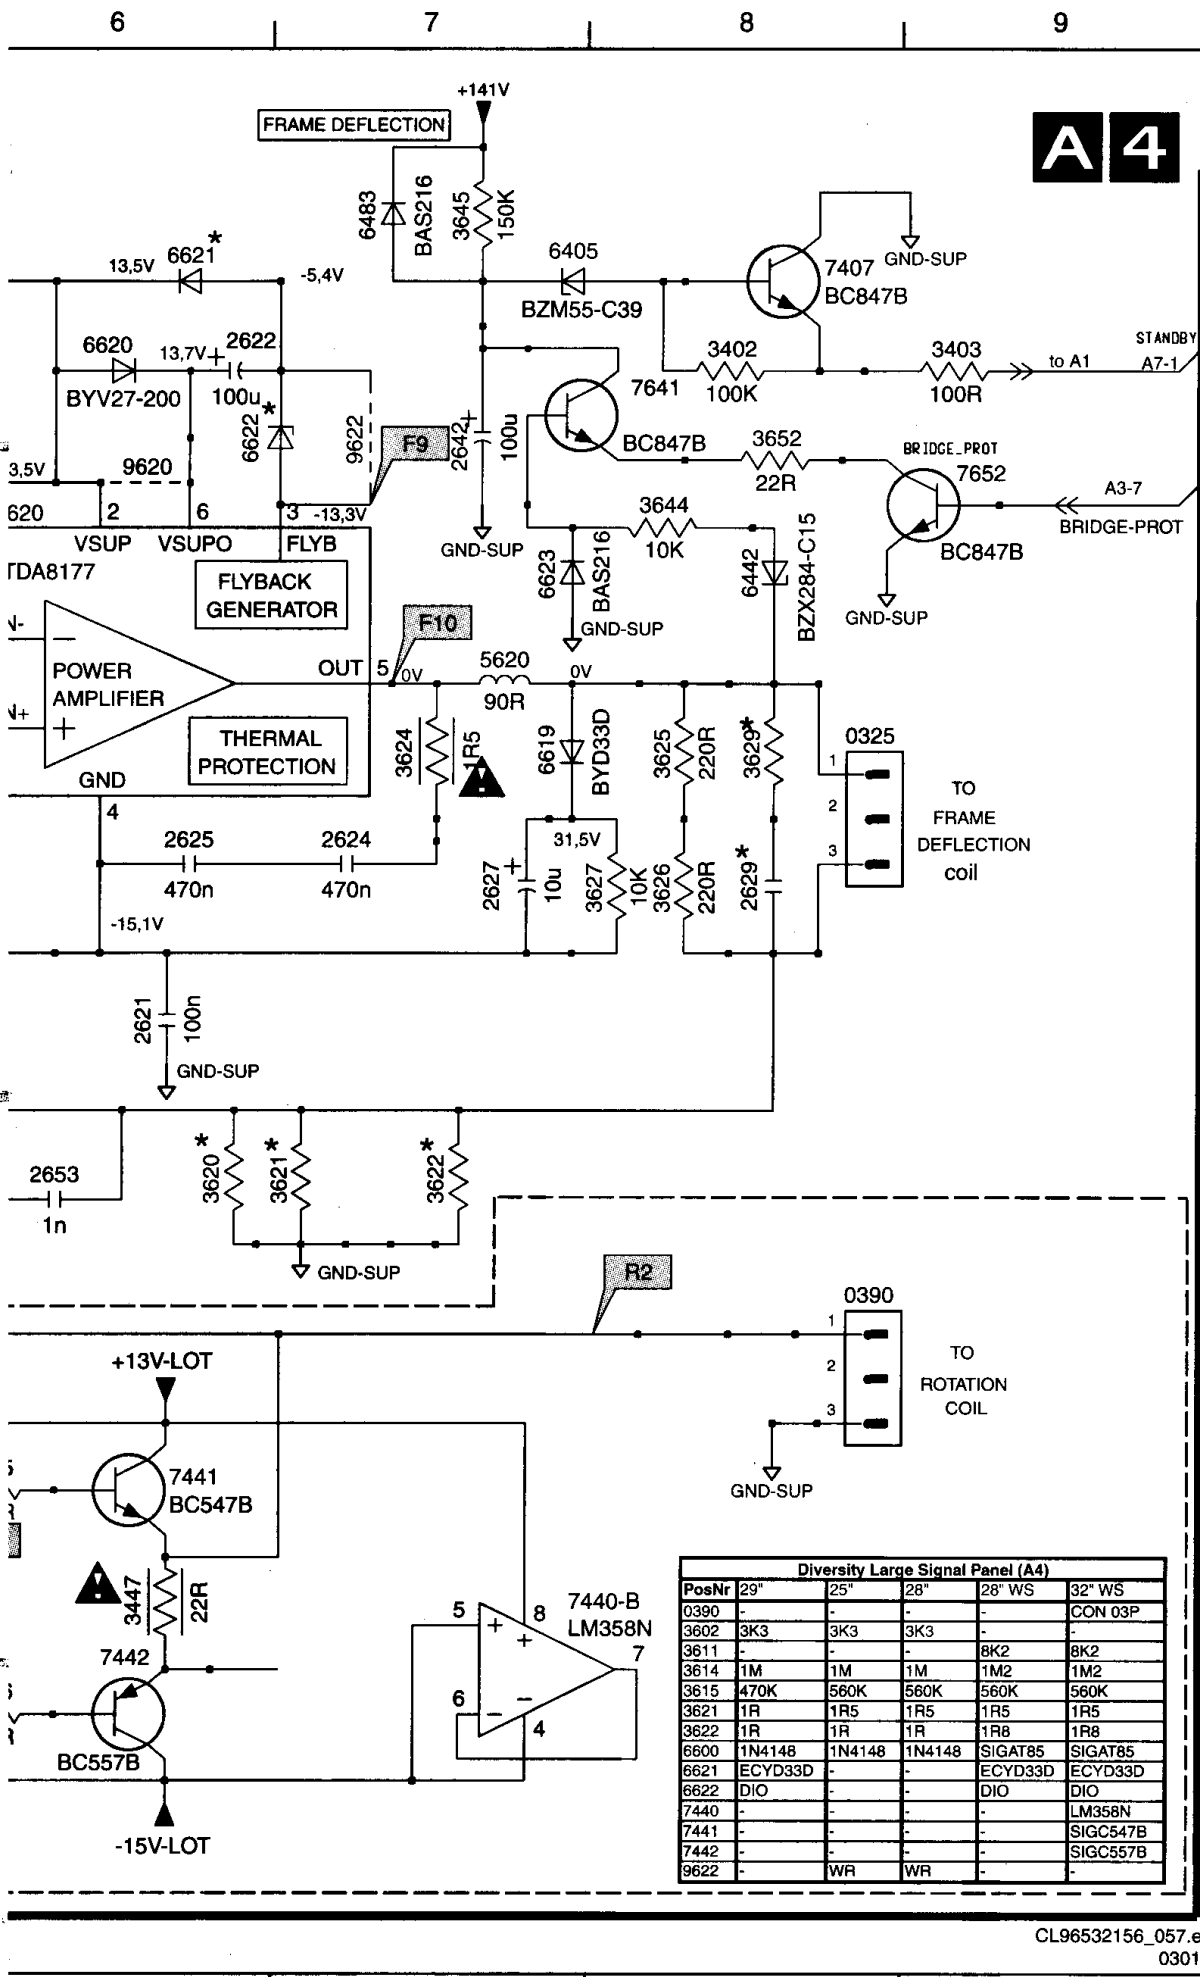 6 7 8 9
+141V
FRAME DEFLECTION
A 4
6483
BAS216
3645
150K
6621
*
13,5V
-5,4V
6405
BZM55-C39
7407
BC847B
GND-SUP
6620
BYV27-200
13,7V
+
2622
100u
*
6622
9622
F9
2642
+
100u
7641
BC847B
3402
100K
3403
100R
to A1
STANDBY
A7-1
3652
22R
BRIDGE_PROT
7652
BC847B
A3-7
BRIDGE-PROT
3,5V
9620
620
2
6
3
-13,3V
VSUP
VSUPO
FLYB
GND-SUP
3644
10K
TDA8177
FLYBACK
GENERATOR
6623
BAS216
6442
BZX284-C15
GND-SUP
GND-SUP
N-
−
POWER
AMPLIFIER
N+
+
OUT
5
F10
0V
5620
90R
0V
THERMAL
PROTECTION
GND
4
3624
1R5
6619
BYD33D
3625
220R
3629
*
0325
1
2
3
TO
FRAME
DEFLECTION
coil
2625
470n
2624
470n
31,5V
2627
+
10u
3627
10K
3626
220R
2629
*
-15,1V
2621
100n
GND-SUP
2653
1n
*
3620
*
3621
*
3622
GND-SUP
R2
0390
1
2
3
TO
ROTATION
COIL
GND-SUP
+13V-LOT
7441
BC547B
3447
22R
7442
BC557B
-15V-LOT
7440-B
LM358N
5
+
8
+
7
6
−
−
4
Diversity Large Signal Panel (A4)
PosNr 29" 25" 28" 28" WS 32" WS
0390 - - - - CON 03P
3602 3K3 3K3 3K3 - -
3611 - - - 8K2 8K2
3614 1M 1M 1M 1M2 1M2
3615 470K 560K 560K 560K 560K
3621 1R 1R5 1R5 1R5 1R5
3622 1R 1R 1R 1R8 1R8
6600 1N4148 1N4148 1N4148 SIGAT85 SIGAT85
6621 ECYD33D - - ECYD33D ECYD33D
6622 DIO - - DIO DIO
7440 - - - - LM358N
7441 - - - - SIGC547B
7442 - - - - SIGC557B
9622 - WR WR - -
CL96532156_057.e
0301